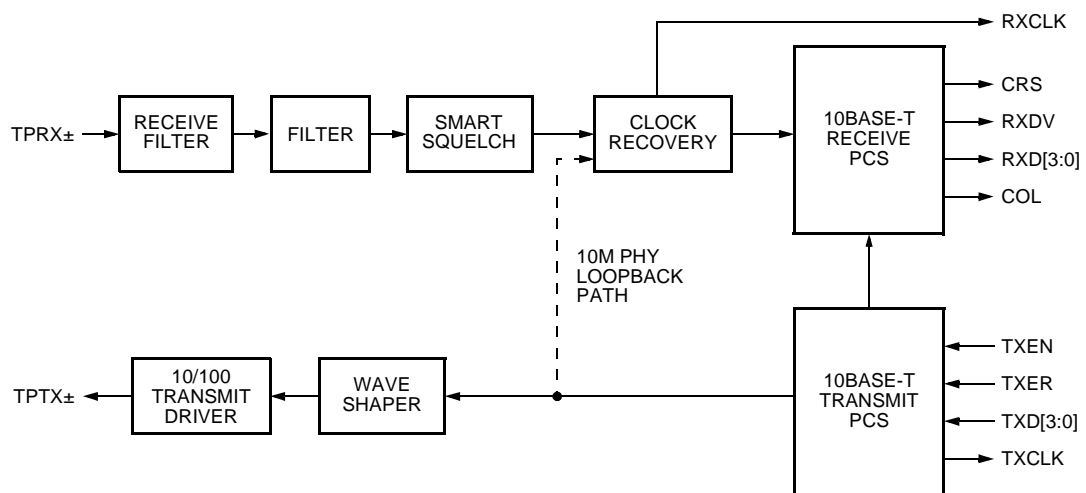 RXCLK
TPRX±
RECEIVE
FILTER
FILTER
SMART
SQUELCH
CLOCK
RECOVERY
10BASE-T
RECEIVE
PCS
CRS
RXDV
RXD[3:0]
COL
10M PHY
LOOPBACK
PATH
TPTX±
10/100
TRANSMIT
DRIVER
WAVE
SHAPER
10BASE-T
TRANSMIT
PCS
TXEN
TXER
TXD[3:0]
TXCLK